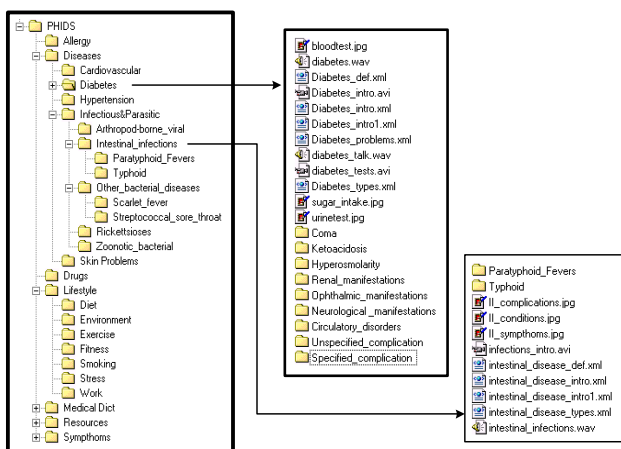 PHIDS
Allergy
Diseases
Cardiovascular
Diabetes
Hypertension
Infectious&Parasitic
Arthropod-borne_viral
Intestinal_infections
Paratyphoid_Fevers
Typhoid
Other_bacterial_diseases
Scarlet_fever
Streptococcal_sore_throat
Rickettsioses
Zoonotic_bacterial
Skin Problems
Drugs
Lifestyle
Diet
Environment
Exercise
Fitness
Smoking
Stress
Work
Medical Dict
Resources
Sympthoms
bloodtest.jpg
diabetes.wav
Diabetes_def.xml
Diabetes_intro.avi
Diabetes_intro.xml
Diabetes_intro1.xml
Diabetes_problems.xml
diabetes_talk.wav
diabetes_tests.avi
Diabetes_types.xml
sugar_intake.jpg
urinetest.jpg
Coma
Ketoacidosis
Hyperosmolarity
Renal_manifestations
Ophthalmic_manifestations
Neurological_manifestations
Circulatory_disorders
Unspecified_complication
Specified_complication
Paratyphoid_Fevers
Typhoid
II_complications.jpg
II_conditions.jpg
II_sympthoms.jpg
infections_intro.avi
intestinal_disease_def.xml
intestinal_disease_intro.xml
intestinal_disease_intro1.xml
intestinal_disease_types.xml
intestinal_infections.wav